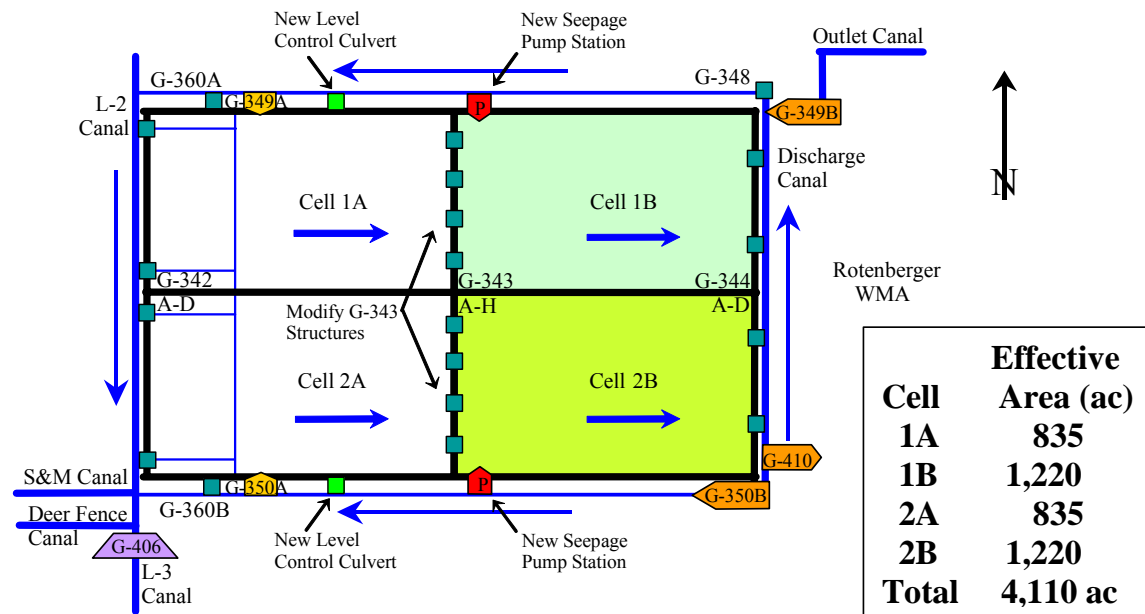 New Level
Control Culvert
New Seepage
Pump Station
Outlet Canal
G-360A
G-348
L-2
Canal
G-349A
P
G-349B
Discharge
Canal
N
Cell 1A
Cell 1B
G-342
A-D
G-343
A-H
G-344
A-D
Rotenberger
WMA
Modify G-343
Structures
Cell 2A
Cell 2B
S&M Canal
G-350A
P
G-410
G-350B
G-360B
Deer Fence
Canal
G-406
L-3
Canal
New Level
Control Culvert
New Seepage
Pump Station
Effective
Cell Area (ac)
1A 835
1B 1,220
2A 835
2B 1,220
Total 4,110 ac